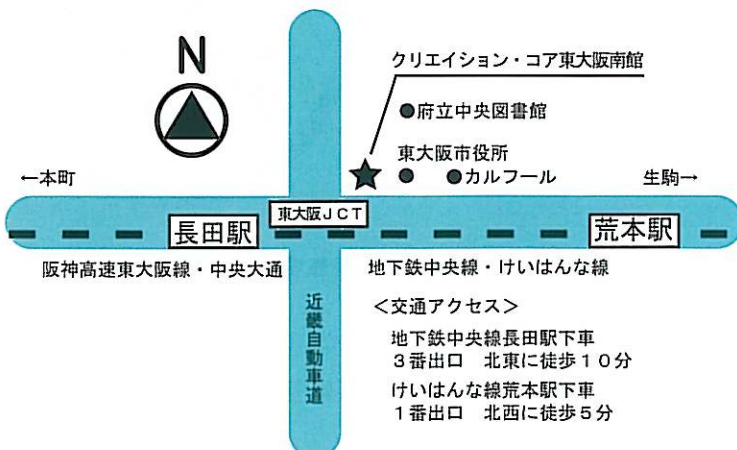 N
クリエイション・コア東大阪南館
●府立中央図書館
東大阪市役所
●カルフール
←本町
生駒→
東大阪JCT
長田駅
荒本駅
阪神高速東大阪線・中央大通
地下鉄中央線・けいはんな線
近畿自動車道
＜交通アクセス＞
地下鉄中央線長田駅下車
3番出口 北東に徒歩10分
けいはんな線荒本駅下車
1番出口 北西に徒歩5分